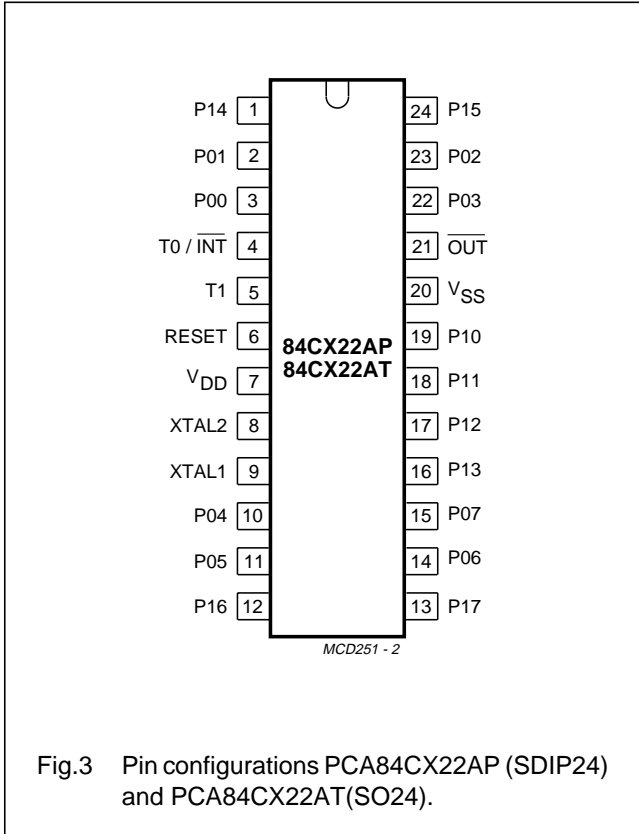 P14 1 24 P15
P01 2 23 P02
P00 3 22 P03
T0 / INT 4 21 OUT
T1 5 20 VSS
RESET 6 19 P10
84CX22AP
84CX22AT
VDD 7 18 P11
XTAL2 8 17 P12
XTAL1 9 16 P13
P04 10 15 P07
P05 11 14 P06
P16 12 13 P17
MCD251 - 2
Fig.3 Pin configurations PCA84CX22AP (SDIP24)
and PCA84CX22AT(SO24).